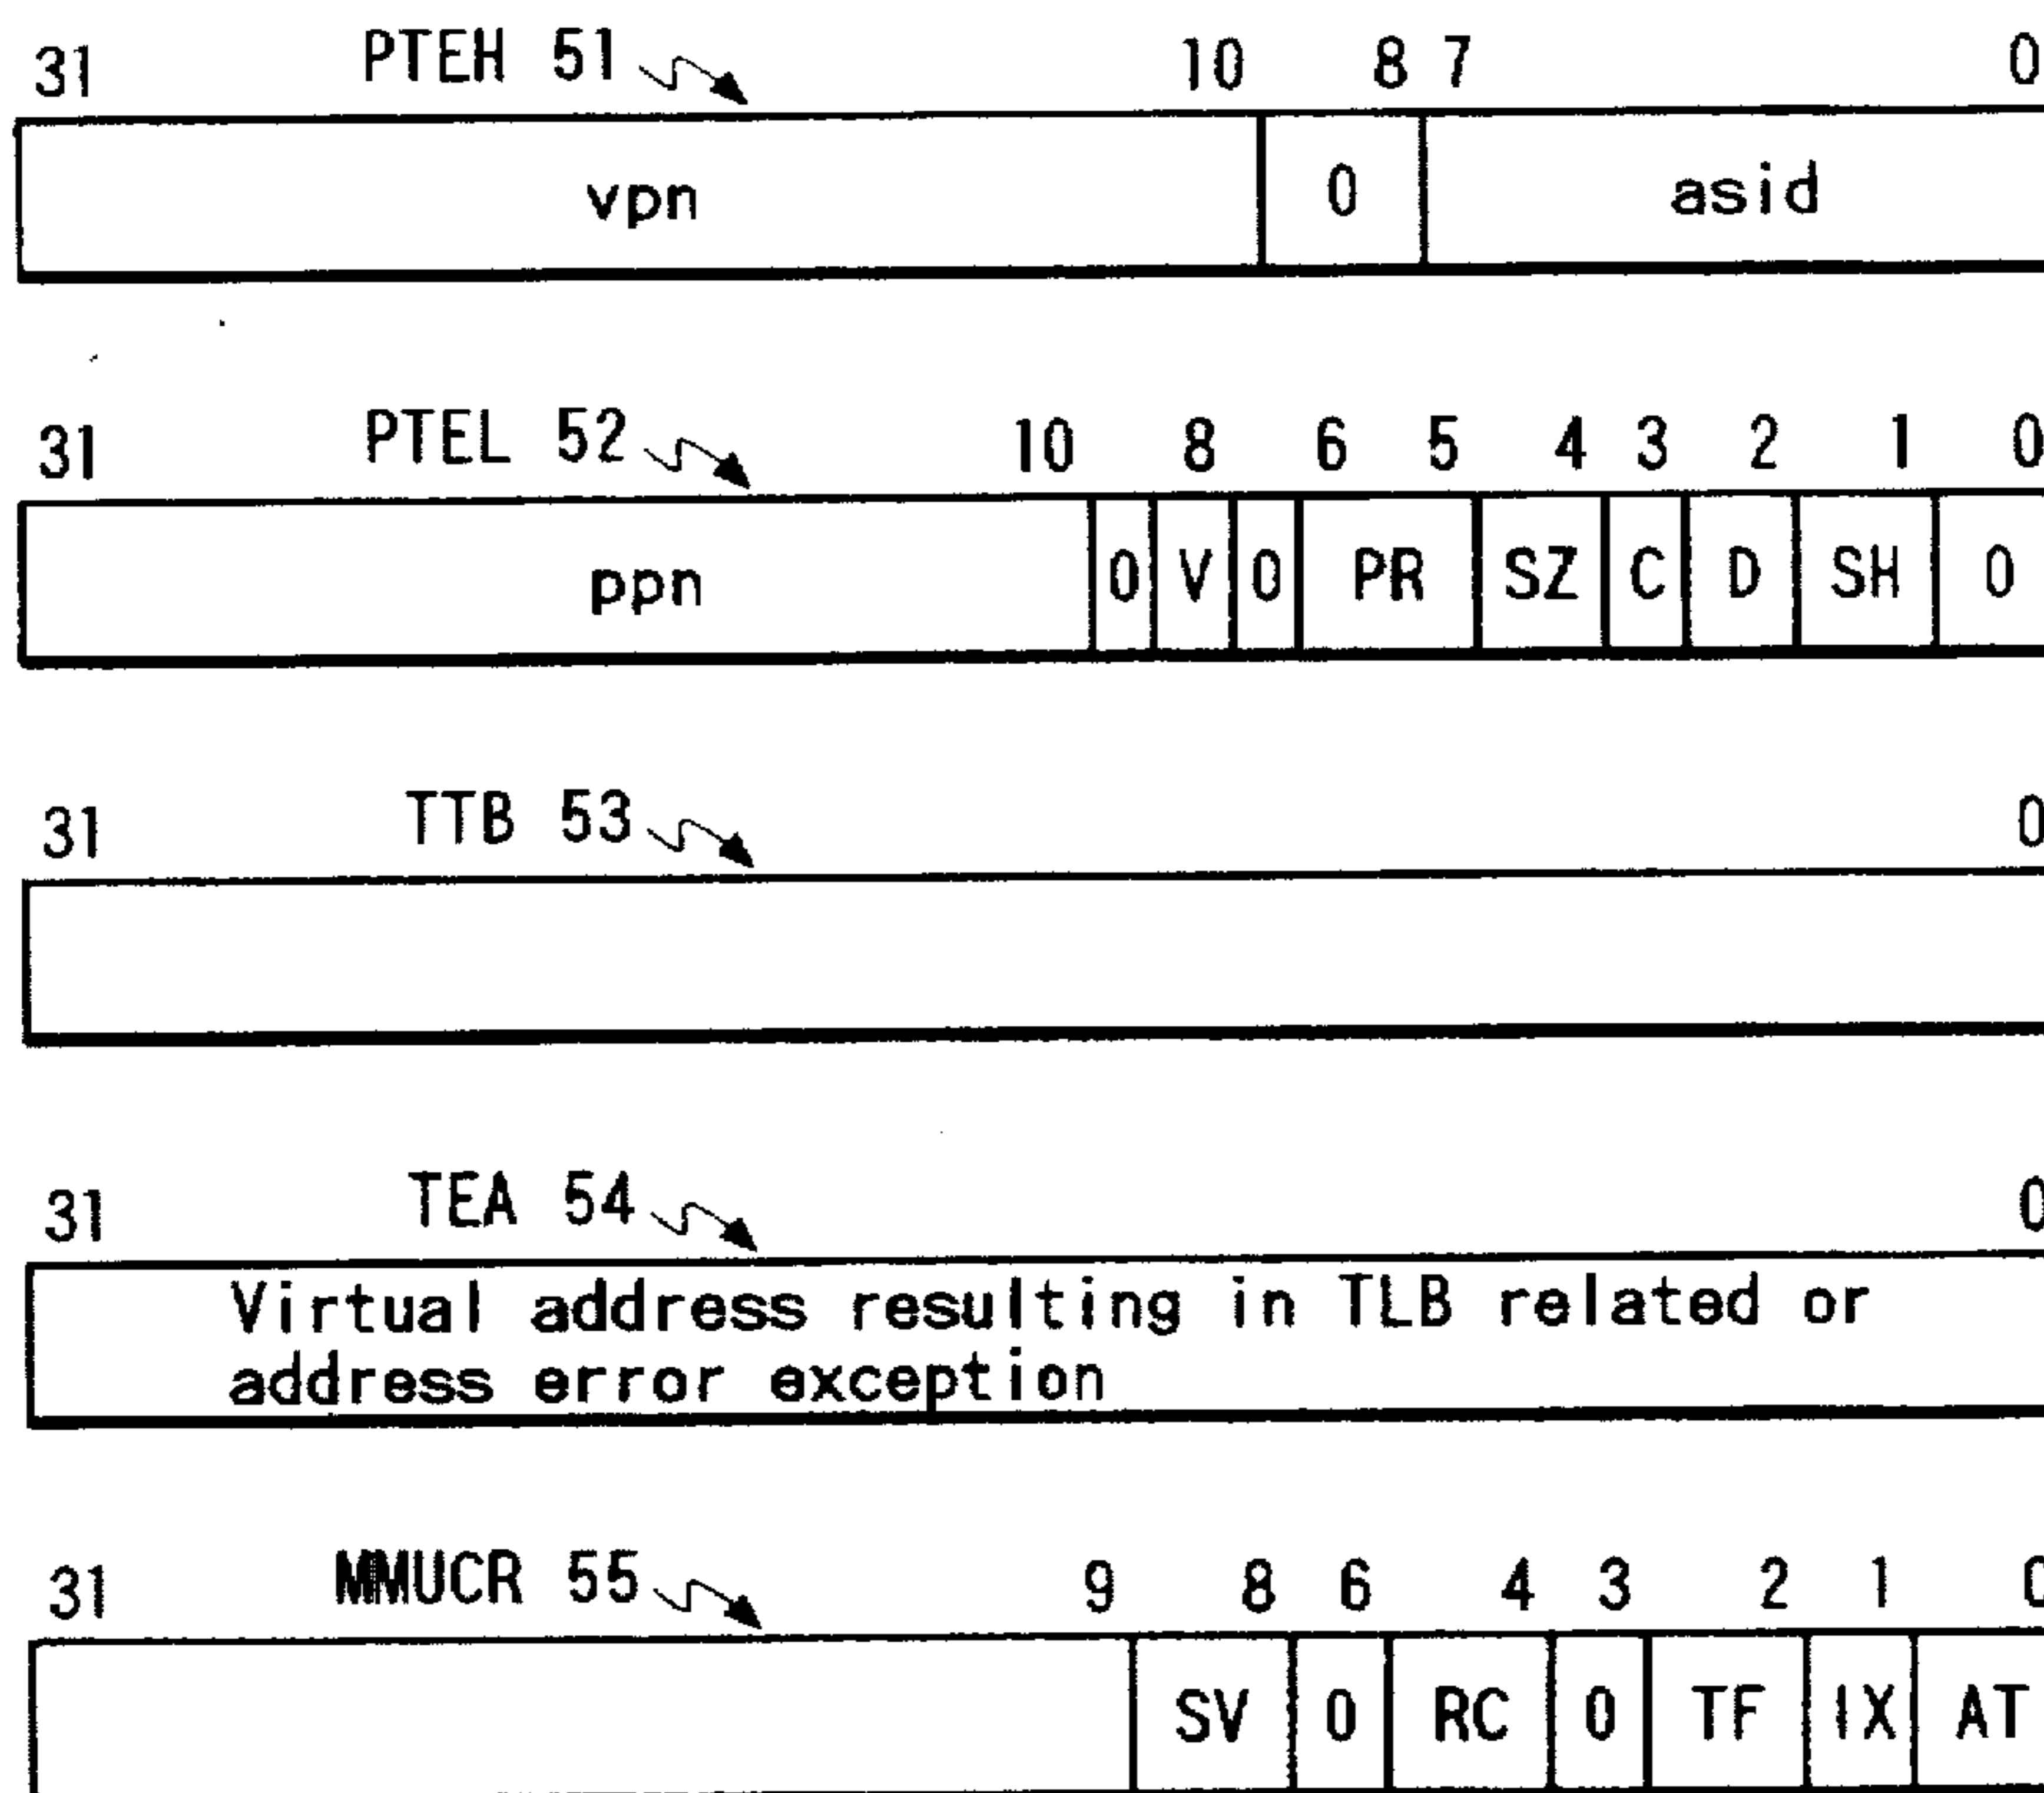 31 PTEH 51 10 8 7 0
vpn 0 asid
31 PTEL 52 10 8 6 5 4 3 2 1 0
ppn 0 V 0 PR SZ C D SH 0
31 TTB 53 0
31 TEA 54 0
Virtual address resulting in TLB related or
address error exception
31 MMUCR 55 9 8 6 4 3 2 1 0
SV 0 RC 0 TF IX AT